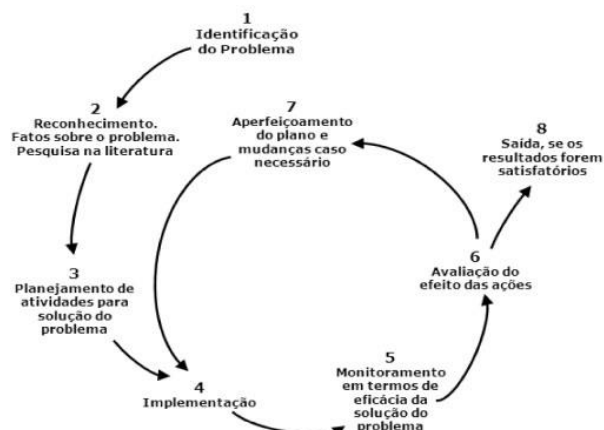 1
Identificação
do Problema
2
Reconhecimento.
Fatos sobre o problema.
Pesquisa na literatura
3
Planejamento de
atividades para
solução do
problema
4
Implementação
5
Monitoramento
em termos de
eficácia da
solução do
problema
6
Avaliação do
efeito das ações
7
Aperfeiçoamento
do plano e
mudanças caso
necessário
8
Saída, se os
resultados forem
satisfatórios